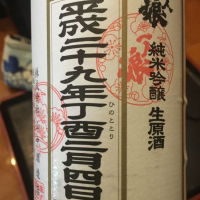 娘
純米吟醸 生原酒
平成二十九年丁酉二月四日
ひのととり